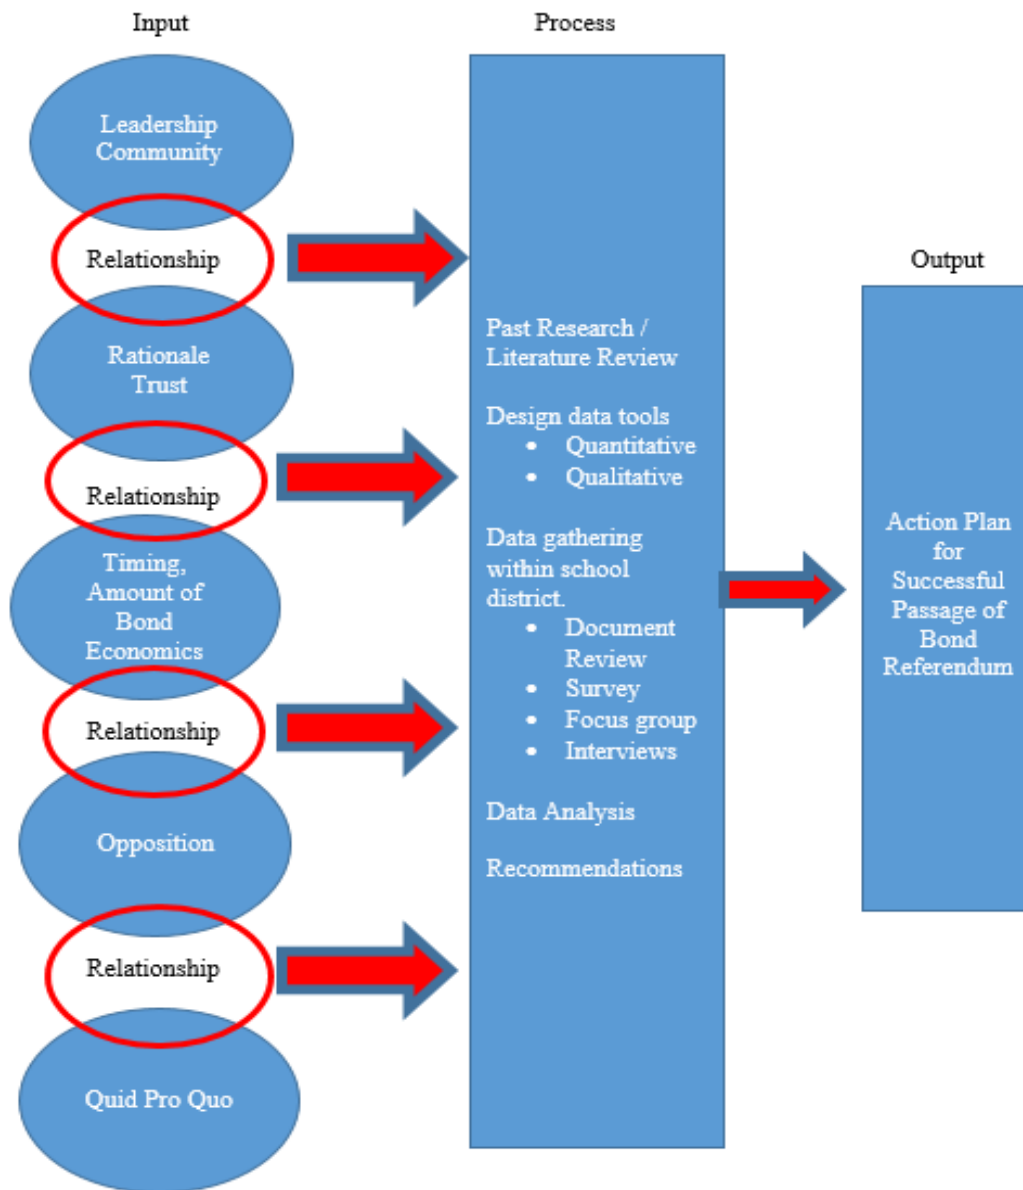 Input
Leadership
Community
Relationship
Rationale
Trust
Relationship
Timing,
Amount of
Bond
Economics
Relationship
Opposition
Relationship
Quid Pro Quo
Process
Past Research /
Literature Review
Design data tools
• Quantitative
• Qualitative
Data gathering
within school
district.
• Document
Review
• Survey
• Focus group
• Interviews
Data Analysis
Recommendations
Output
Action Plan
for
Successful
Passage of
Bond
Referendum